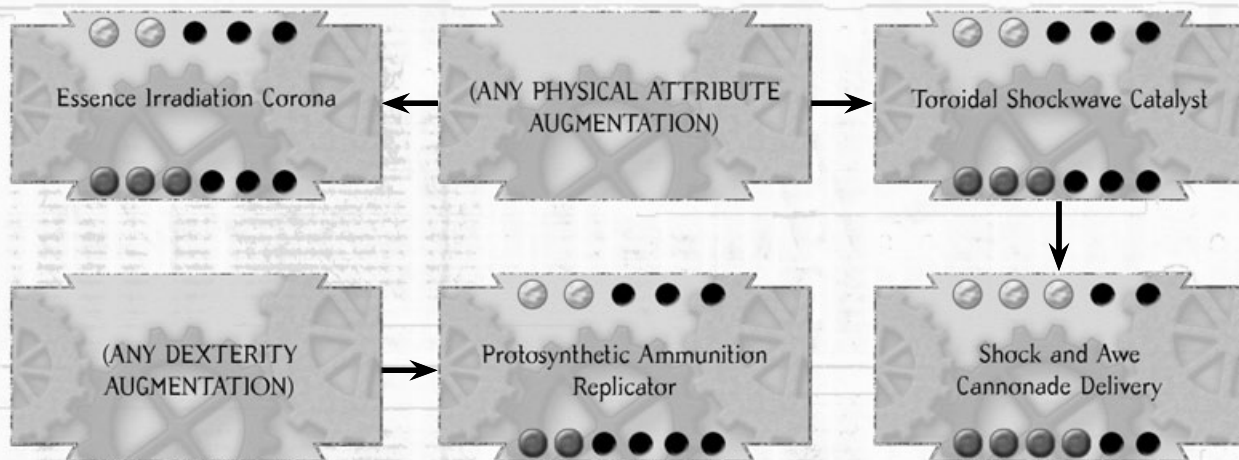 Essence Irradiation Corona
(ANY PHYSICAL ATTRIBUTE
AUGMENTATION)
Toroidal Shockwave Catalyst
(ANY DEXTERITY
AUGMENTATION)
Protosynthetic Ammunition
Replicator
Shock and Awe
Cannonade Delivery